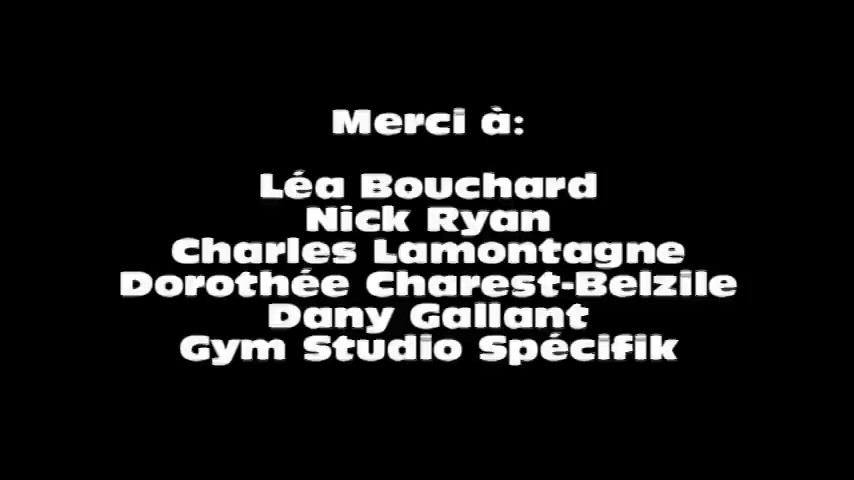 Merci à:
Léa Bouchard
Nick Ryan
Charles Lamontagne
Dorothée Charest-Belzile
Dany Gallant
Gym Studio Spécifik